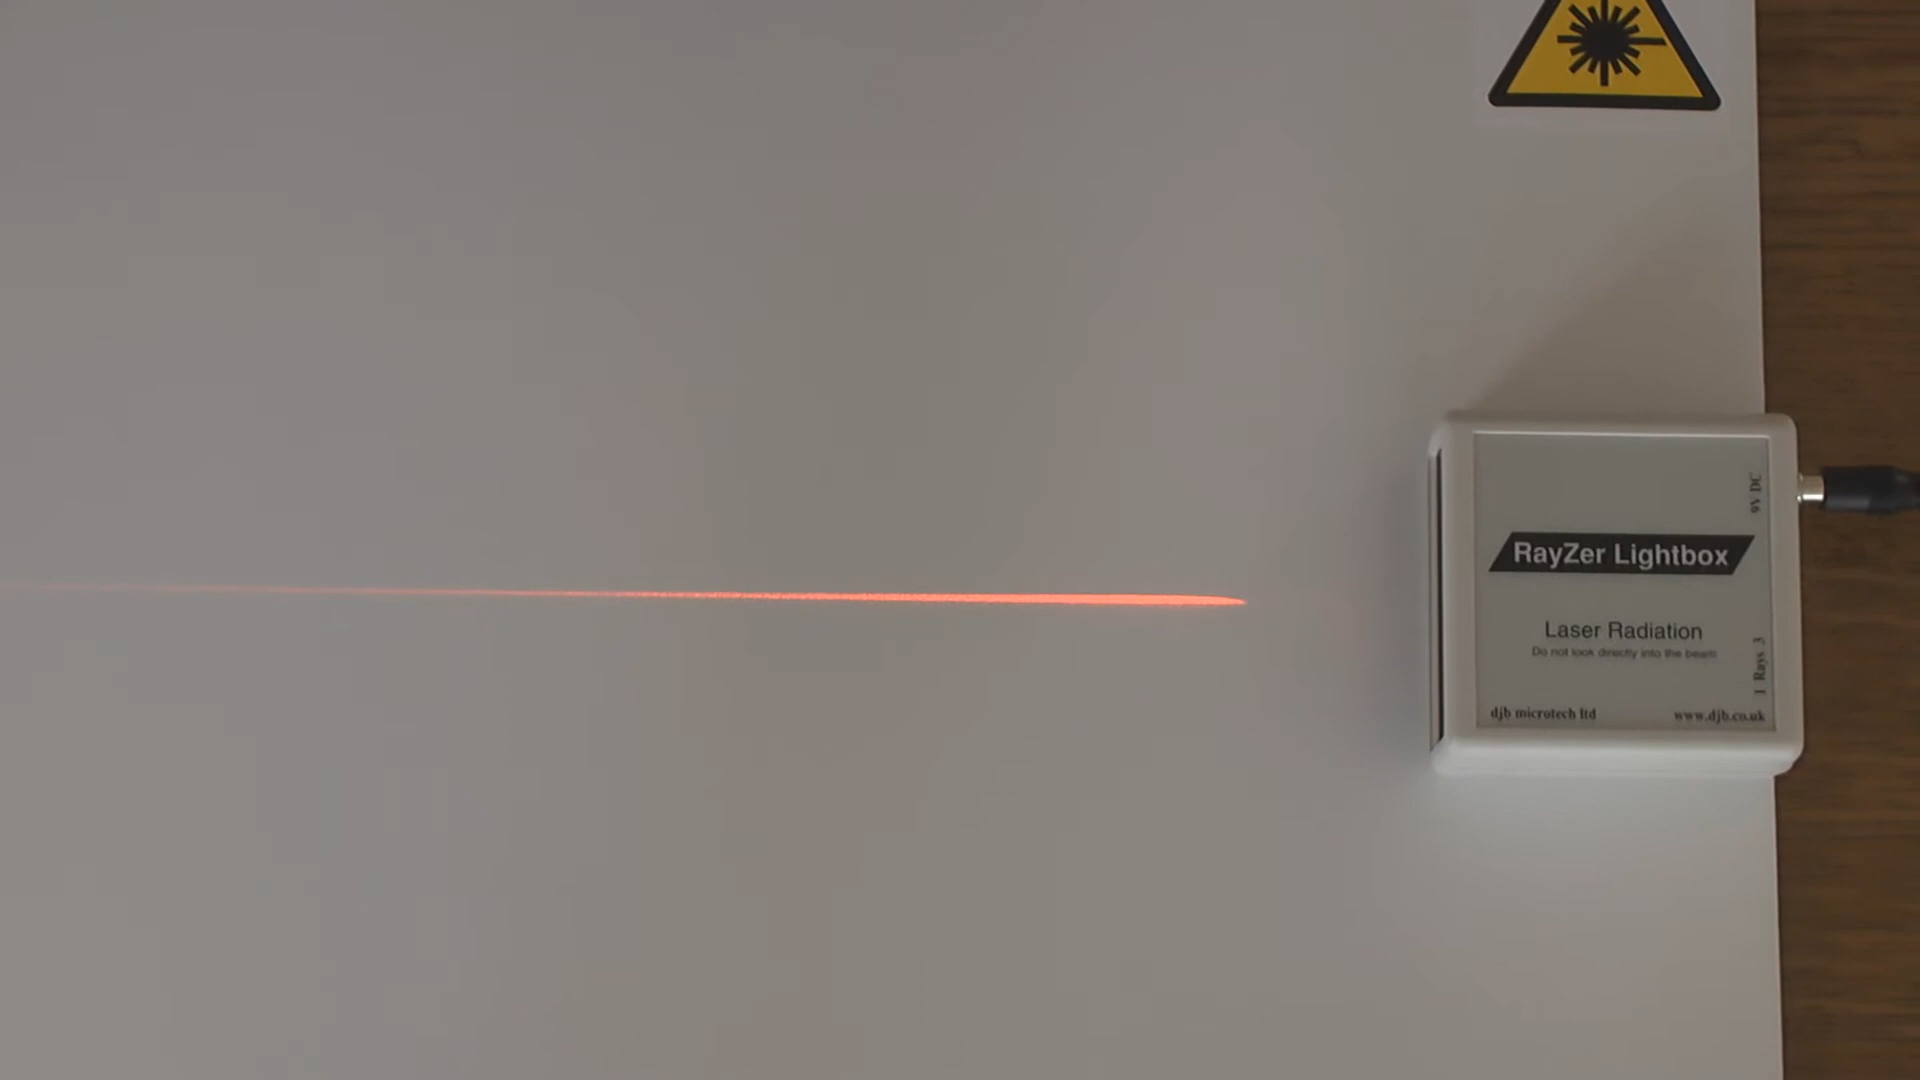 9V DC
RayZer Lightbox
Laser Radiation
Do not look directly into the beam
1 Rays 3
djb microtech ltd
www.djb.co.uk